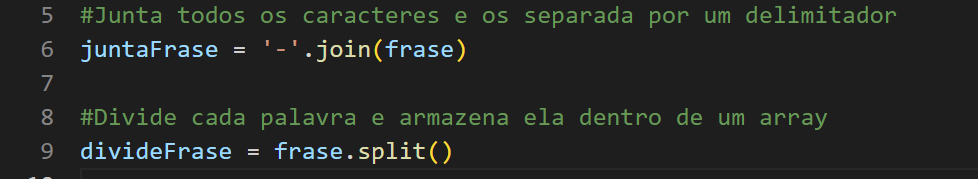 5 #Junta todos os caracteres e os separada por um delimitador
6 juntaFrase = '-'.join(frase)
7
8 #Divide cada palavra e armazena ela dentro de um array
9 divideFrase = frase.split()